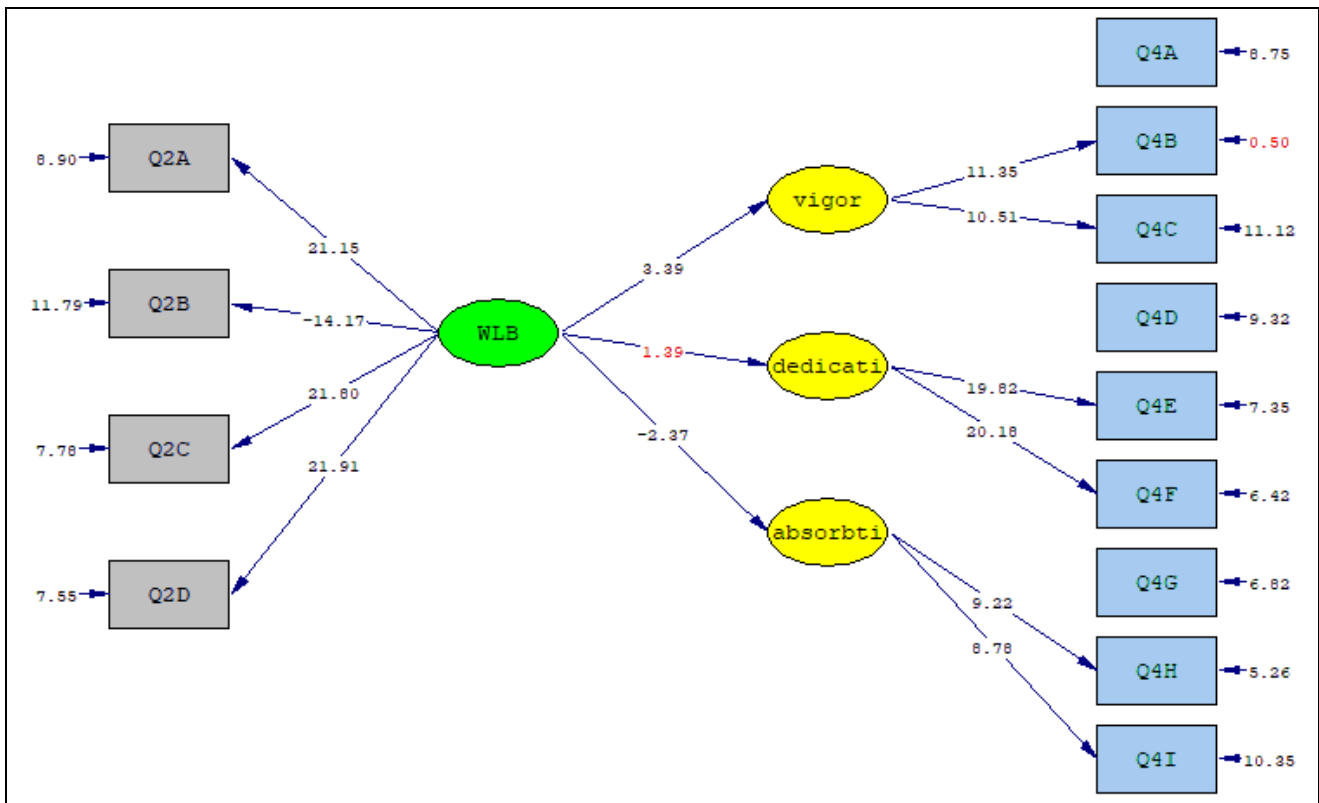 Q4A
8.75
Q2A
8.90
Q4B
0.50
11.35
vigor
10.51
Q4C
11.12
21.15
3.39
Q2B
11.79
-14.17
WLB
Q4D
9.32
1.39
dedicati
19.82
Q4E
7.35
21.80
20.18
-2.37
Q2C
7.78
21.91
Q4F
6.42
absorbti
Q4G
6.82
Q2D
7.55
9.22
8.78
Q4H
5.26
Q4I
10.35